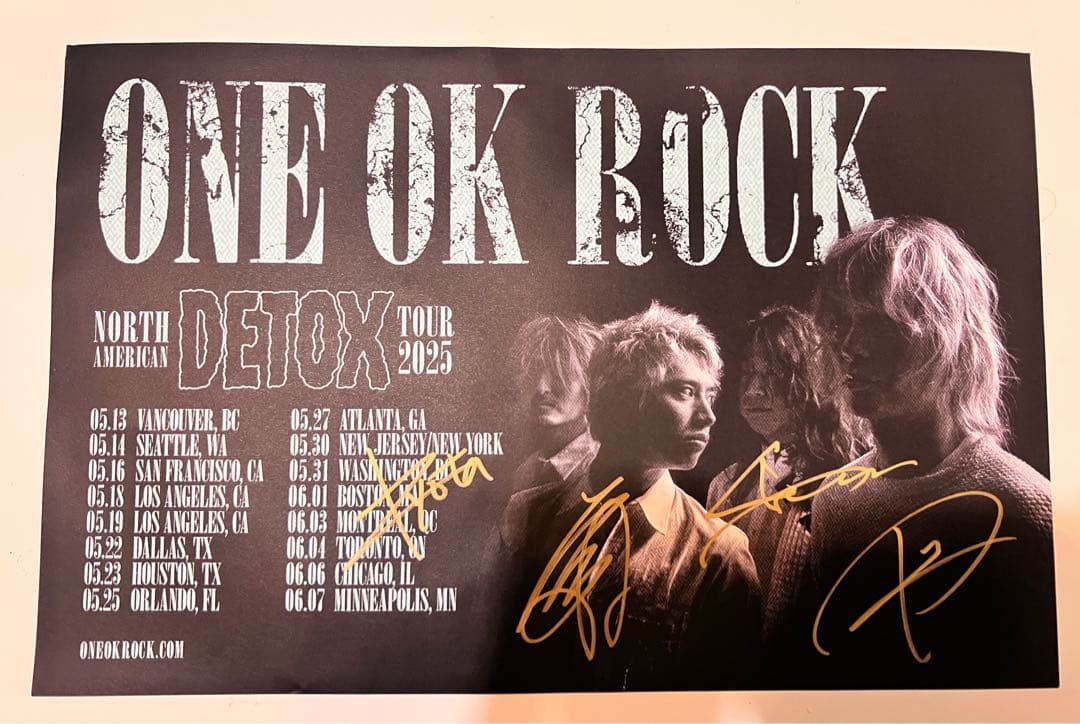 ONE OK ROCK
NORTH AMERICAN DETOX TOUR 2025
05.13 VANCOUVER, BC
05.14 SEATTLE, WA
05.16 SAN FRANCISCO, CA
05.18 LOS ANGELES, CA
05.19 LOS ANGELES, CA
05.22 DALLAS, TX
05.23 HOUSTON, TX
05.25 ORLANDO, FL
05.27 ATLANTA, GA
05.30 NEW JERSEY/NEW YORK
05.31 WASHINGTON, DC
06.01 BOSTON, MA
06.03 MONTREAL, QC
06.04 TORONTO, ON
06.06 CHICAGO, IL
06.07 MINNEAPOLIS, MN
ONEOKROCK.COM